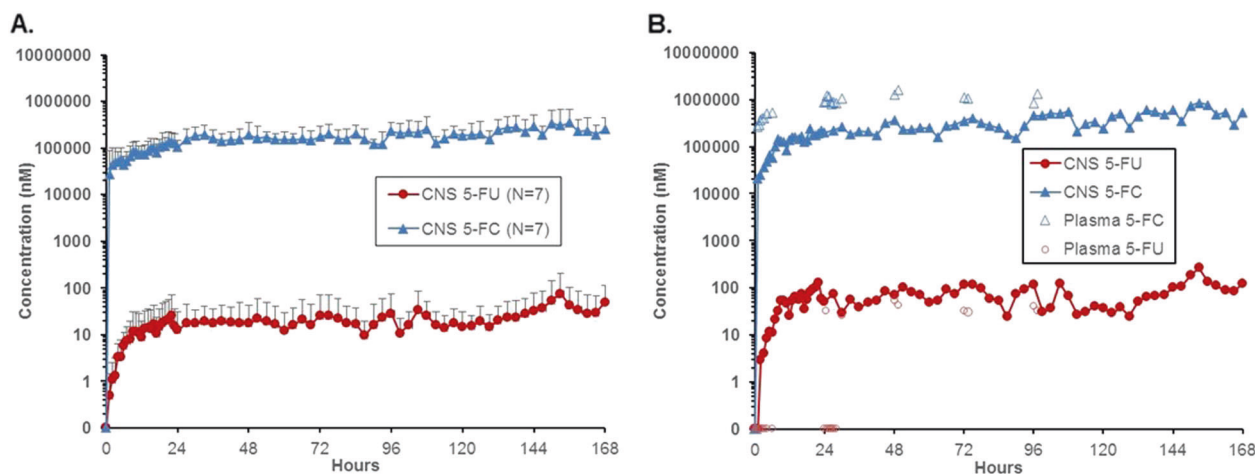 A.
Concentration (nM)
10000000
1000000
100000
10000
1000
100
10
1
0
CNS 5-FU (N=7)
CNS 5-FC (N=7)
0 24 48 72 96 120 144 168
Hours
B.
Concentration (nM)
10000000
1000000
100000
10000
1000
100
10
1
0
CNS 5-FU
CNS 5-FC
Plasma 5-FC
Plasma 5-FU
0 24 48 72 96 120 144 168
Hours